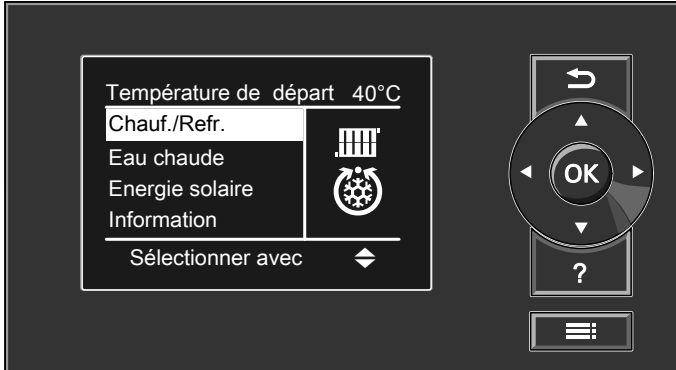 Température de départ 40°C
Chauf./Refr.
Eau chaude
Energie solaire
Information
Sélectionner avec
OK
?